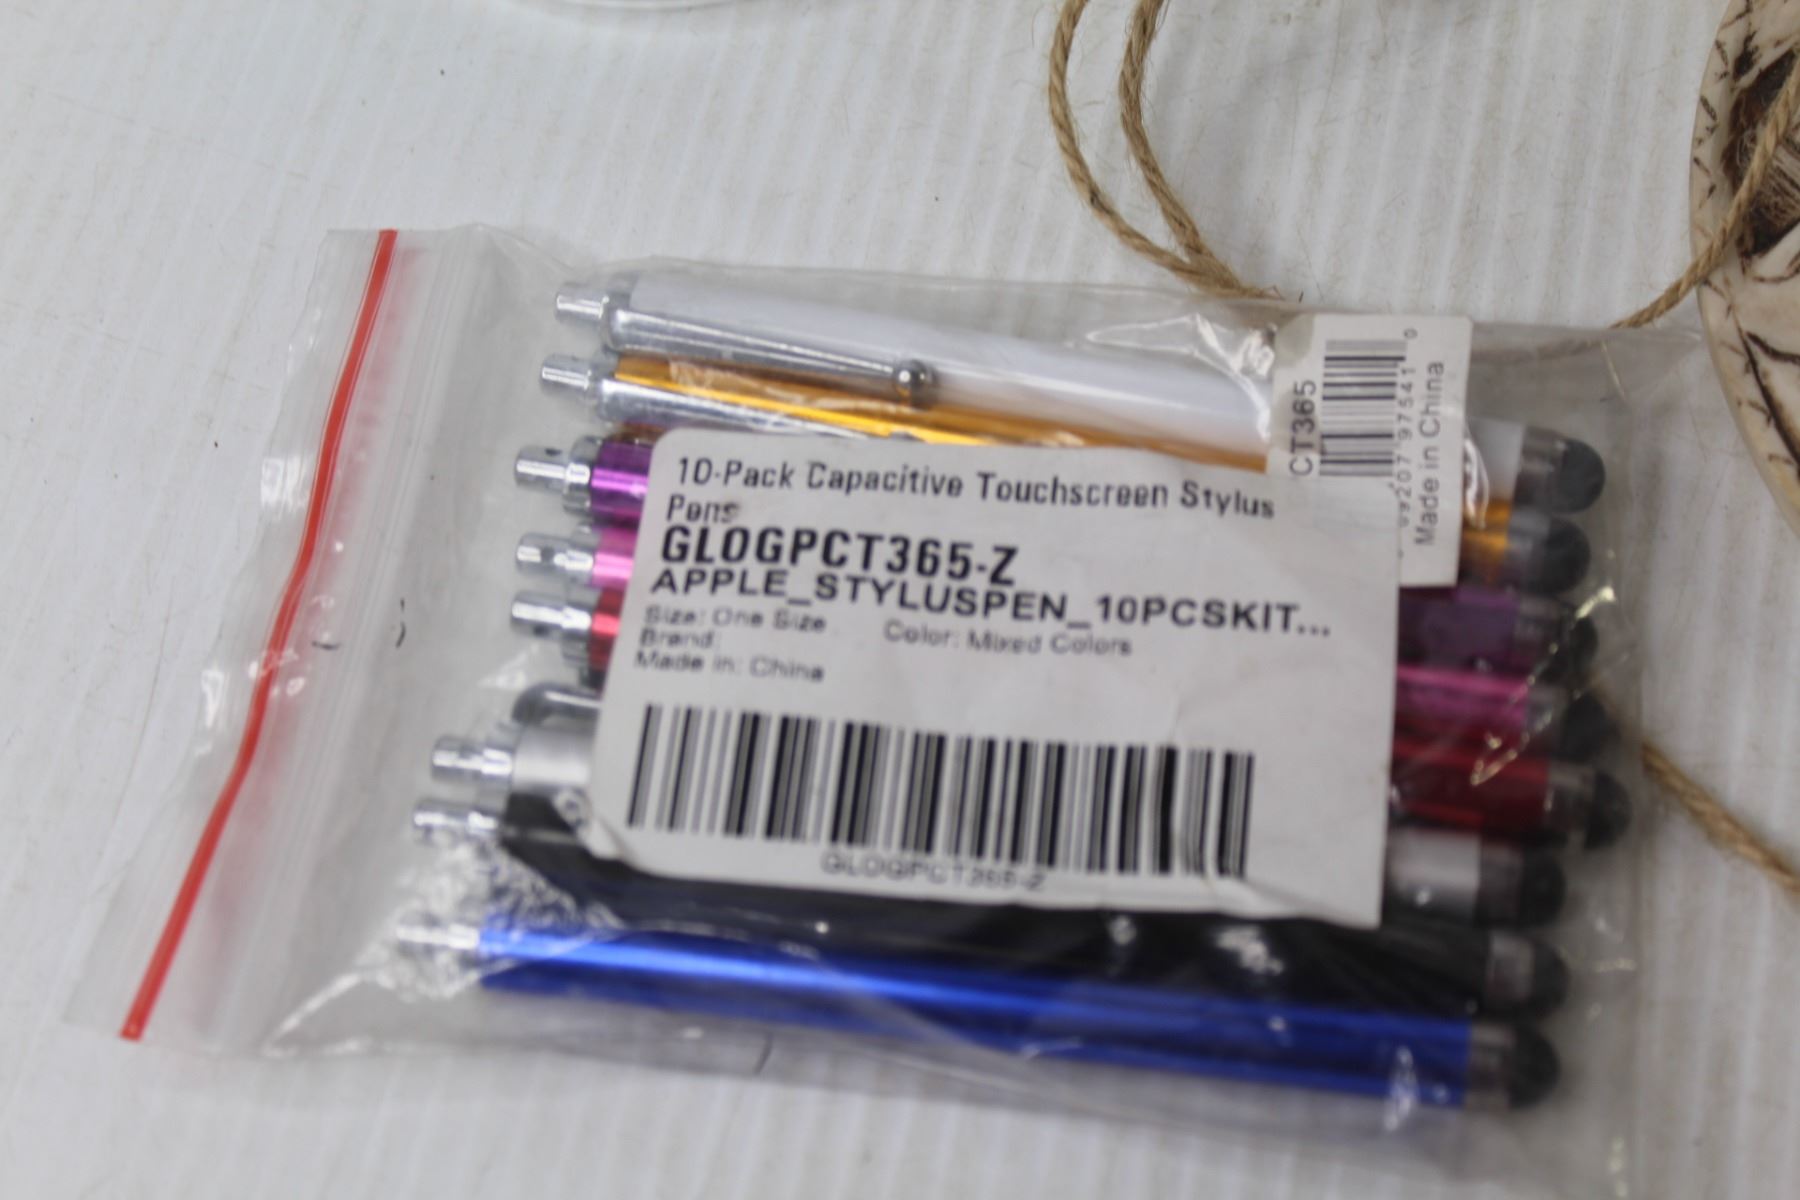 10-Pack Capacitive Touchscreen Stylus
Pens
GLOGPCT365-Z
APPLE_STYLUSPEN_10PCSKIT...
Size: One Size Color: Mixed Colors
Brand:
Made in: China
GLOGPCT365-Z
CT365
Made in China